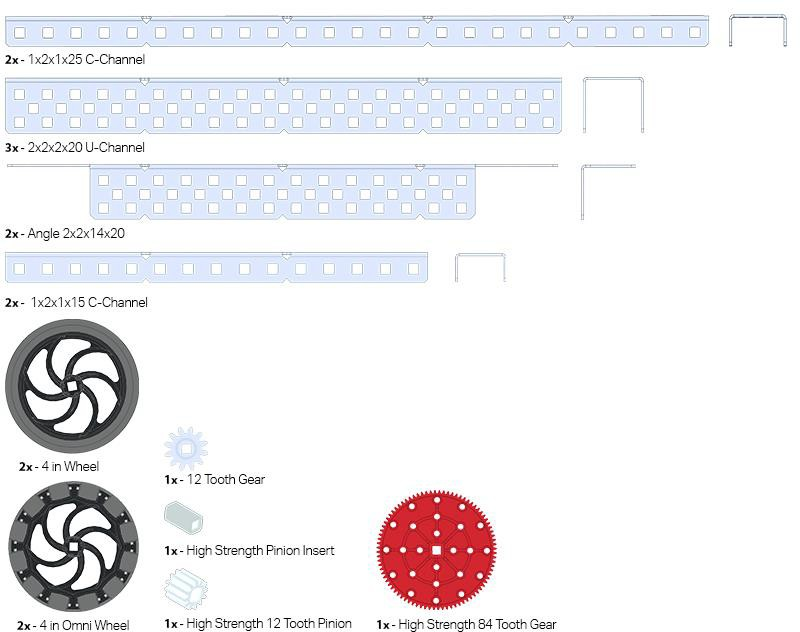 2x - 1x2x1x25 C-Channel
3x - 2x2x2x20 U-Channel
2x - Angle 2x2x14x20
2x - 1x2x1x15 C-Channel
2x - 4 in Wheel
1x - 12 Tooth Gear
1x - High Strength Pinion Insert
2x - 4 in Omni Wheel
1x - High Strength 12 Tooth Pinion
1x - High Strength 84 Tooth Gear